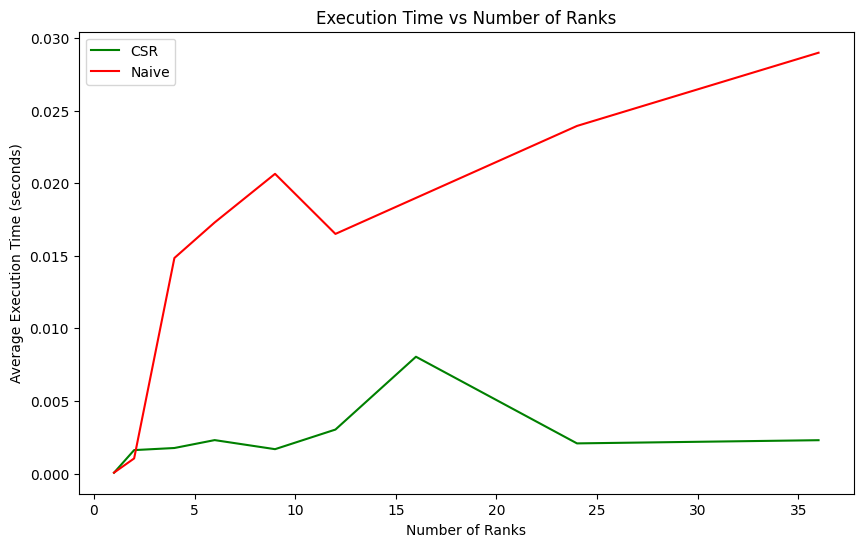 Execution Time vs Number of Ranks
CSR
Naive
Average Execution Time (seconds)
0.030
0.025
0.020
0.015
0.010
0.005
0.000
0 5 10 15 20 25 30 35
Number of Ranks